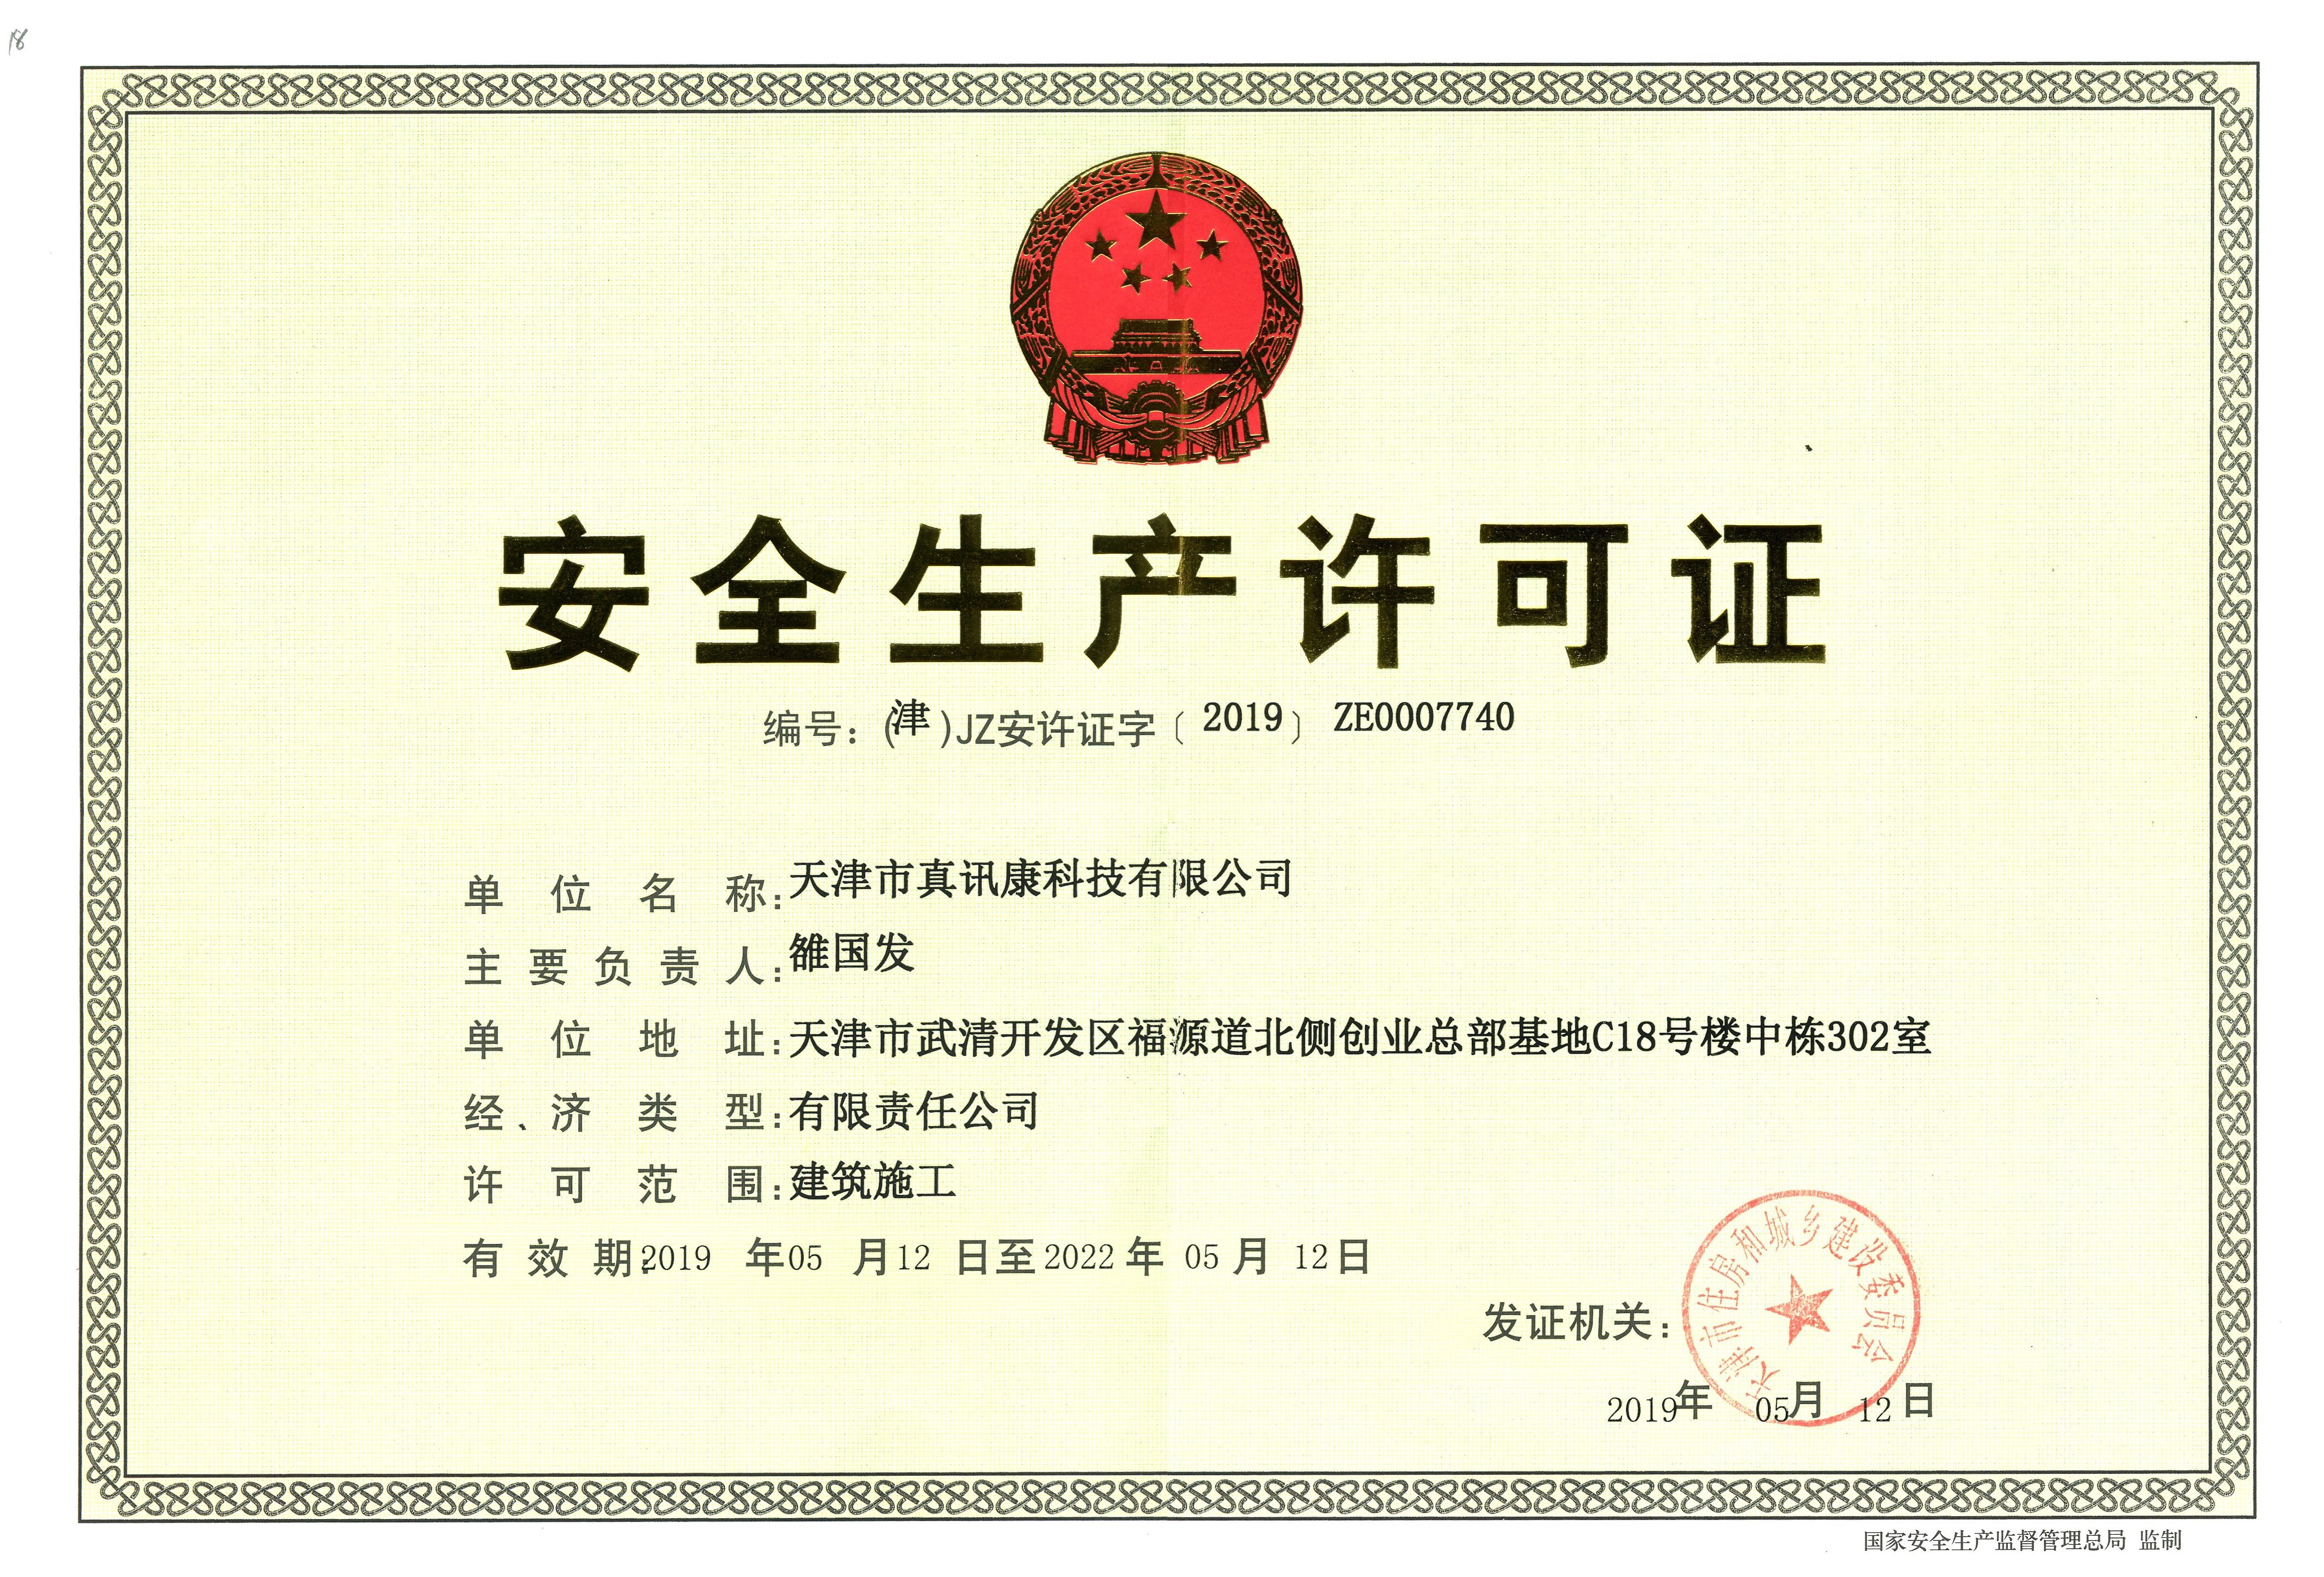 18
安全生产许可证
编号：(津)JZ安许证字〔2019〕ZE0007740
单位名称：天津市真讯康科技有限公司
主要负责人：雒国发
单位地址：天津市武清开发区福源道北侧创业总部基地C18号楼中栋302室
经济类型：有限责任公司
许可范围：建筑施工
有效期：2019年05月12日至2022年05月12日
发证机关：
天津市住房和城乡建设委员会
2019年05月12日
国家安全生产监督管理总局 监制